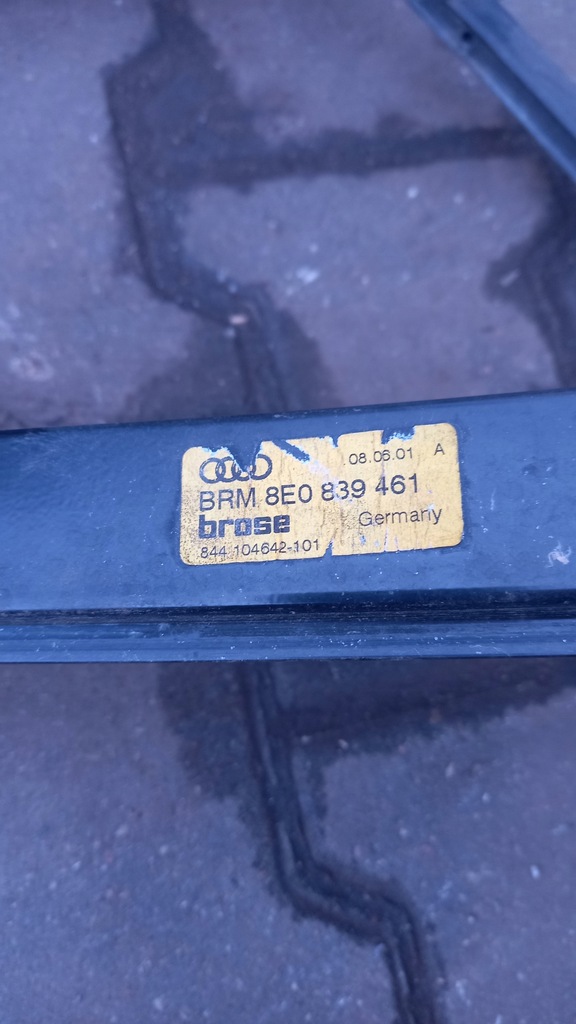 08.06.01 A
BRM 8E0 839 461
brose Germany
844 104642-101